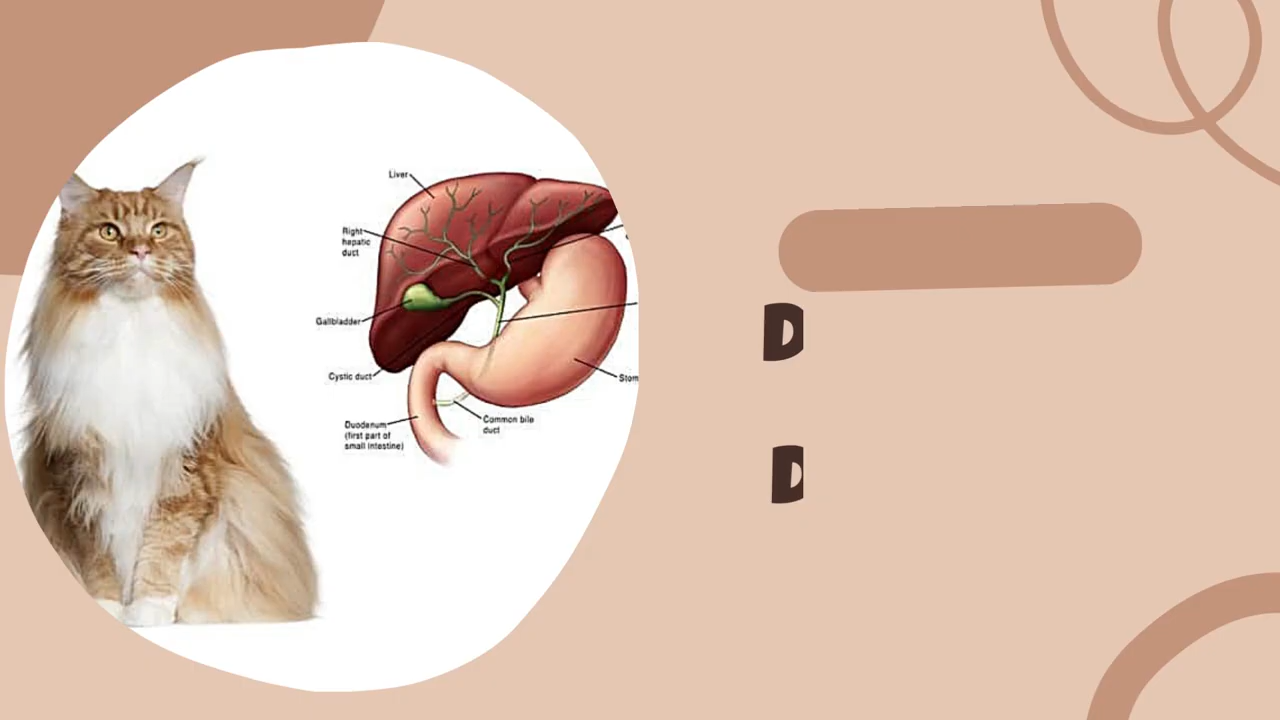 Liver
Right
hepatic
duct
Gallbladder
Cystic duct
Duodenum
(first part of
small intestine)
Common bile
duct
Stom
D
D